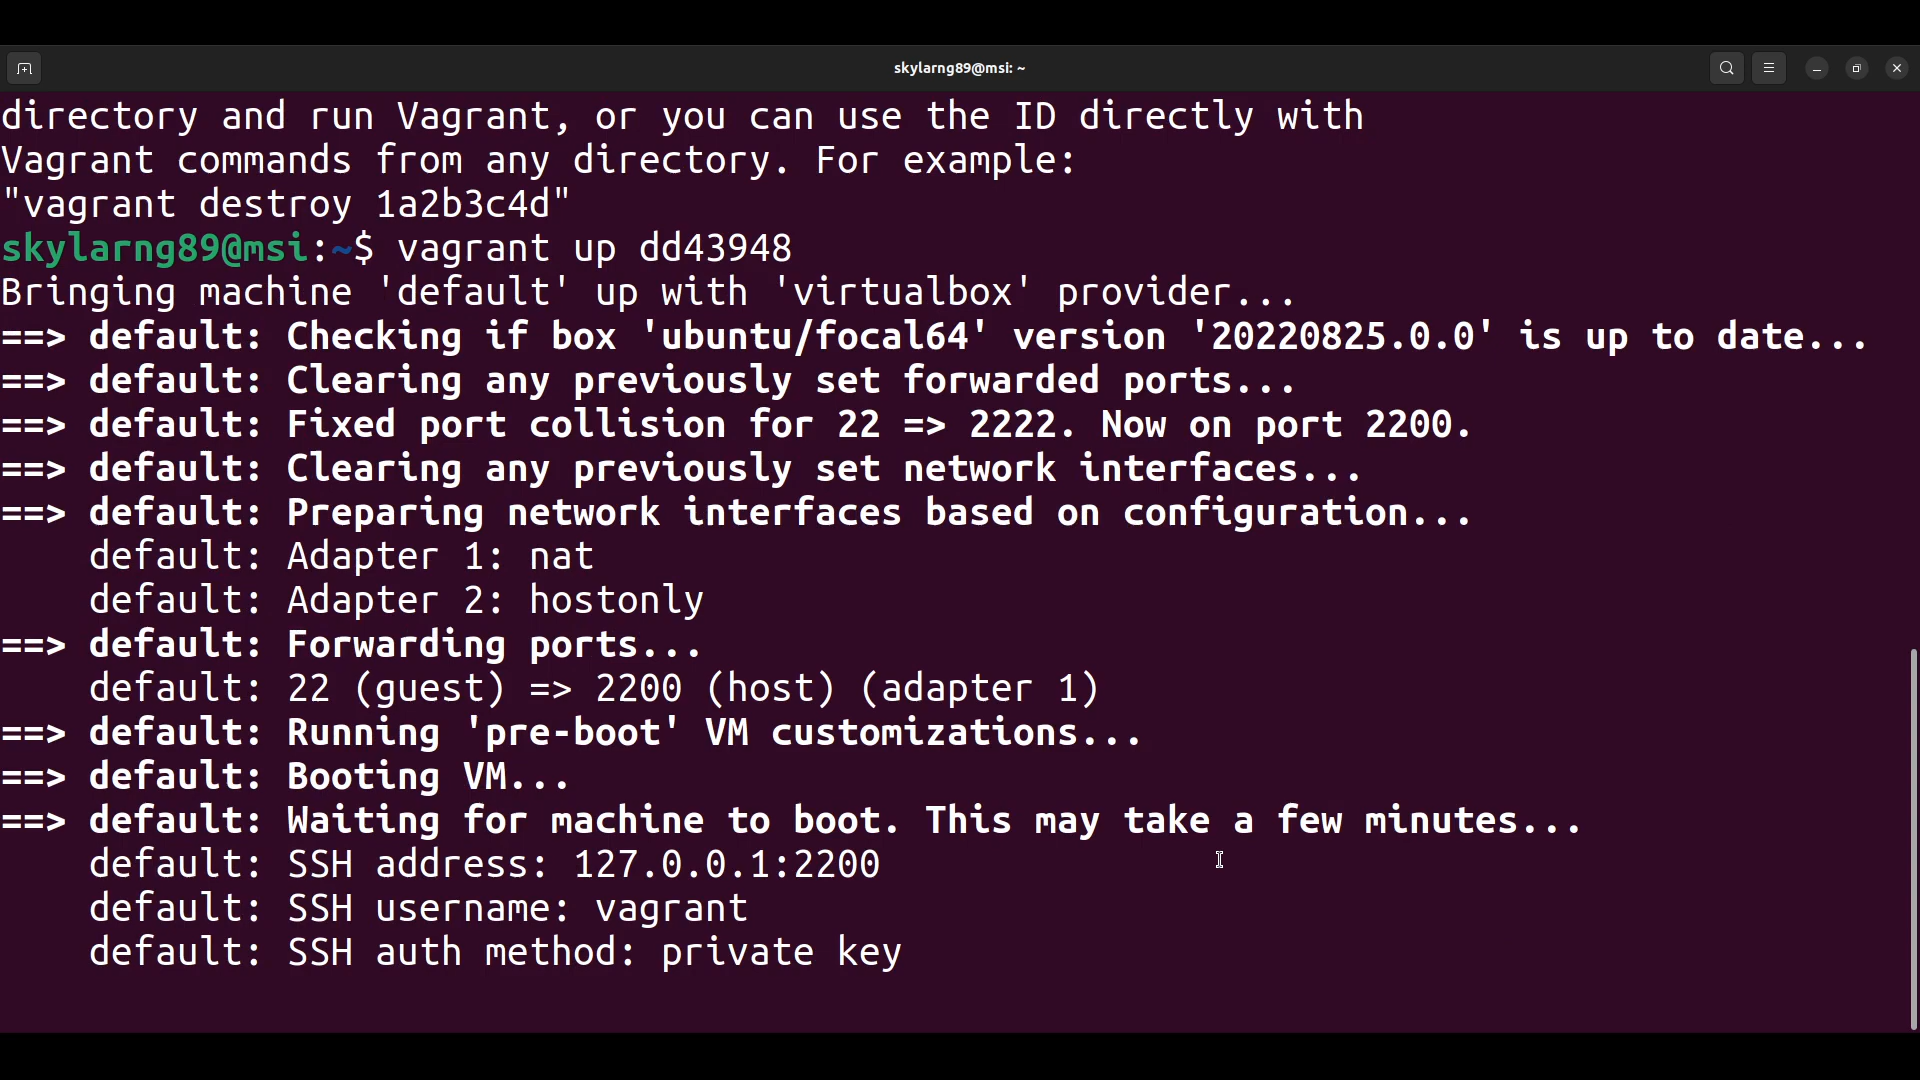 skylarng89@msi: ~
directory and run Vagrant, or you can use the ID directly with
Vagrant commands from any directory. For example:
"vagrant destroy 1a2b3c4d"
skylarng89@msi:~$ vagrant up dd43948
Bringing machine 'default' up with 'virtualbox' provider...
==> default: Checking if box 'ubuntu/focal64' version '20220825.0.0' is up to date...
==> default: Clearing any previously set forwarded ports...
==> default: Fixed port collision for 22 => 2222. Now on port 2200.
==> default: Clearing any previously set network interfaces...
==> default: Preparing network interfaces based on configuration...
    default: Adapter 1: nat
    default: Adapter 2: hostonly
==> default: Forwarding ports...
    default: 22 (guest) => 2200 (host) (adapter 1)
==> default: Running 'pre-boot' VM customizations...
==> default: Booting VM...
==> default: Waiting for machine to boot. This may take a few minutes...
    default: SSH address: 127.0.0.1:2200
    default: SSH username: vagrant
    default: SSH auth method: private key